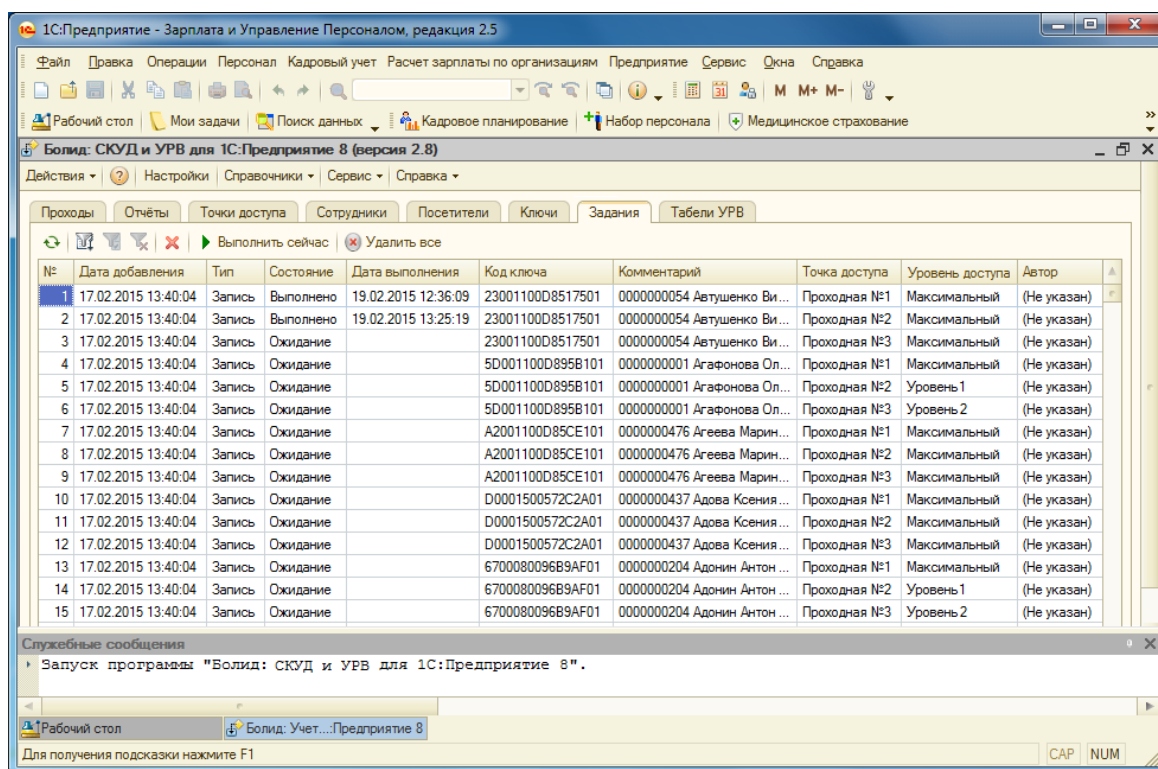 1С:Предприятие - Зарплата и Управление Персоналом, редакция 2.5
Файл Правка Операции Персонал Кадровый учет Расчет зарплаты по организациям Предприятие Сервис Окна Справка
M M+ M-
Рабочий стол Мои задачи Поиск данных Кадровое планирование Набор персонала Медицинское страхование
Болид: СКУД и УРВ для 1С:Предприятие 8 (версия 2.8)
Действия Настройки Справочники Сервис Справка
Проходы Отчёты Точки доступа Сотрудники Посетители Ключи Задания Табели УРВ
Выполнить сейчас Удалить все
№ Дата добавления Тип Состояние Дата выполнения Код ключа Комментарий Точка доступа Уровень доступа Автор
1 17.02.2015 13:40:04 Запись Выполнено 19.02.2015 12:36:09 23001100D8517501 0000000054 Автушенко Ви... Проходная №1 Максимальный (Не указан)
2 17.02.2015 13:40:04 Запись Выполнено 19.02.2015 13:25:19 23001100D8517501 0000000054 Автушенко Ви... Проходная №2 Максимальный (Не указан)
3 17.02.2015 13:40:04 Запись Ожидание 23001100D8517501 0000000054 Автушенко Ви... Проходная №3 Максимальный (Не указан)
4 17.02.2015 13:40:04 Запись Ожидание 5D001100D895B101 0000000001 Агафонова Ол... Проходная №1 Максимальный (Не указан)
5 17.02.2015 13:40:04 Запись Ожидание 5D001100D895B101 0000000001 Агафонова Ол... Проходная №2 Уровень1 (Не указан)
6 17.02.2015 13:40:04 Запись Ожидание 5D001100D895B101 0000000001 Агафонова Ол... Проходная №3 Уровень2 (Не указан)
7 17.02.2015 13:40:04 Запись Ожидание A2001100D85CE101 0000000476 Агеева Марин... Проходная №1 Максимальный (Не указан)
8 17.02.2015 13:40:04 Запись Ожидание A2001100D85CE101 0000000476 Агеева Марин... Проходная №2 Максимальный (Не указан)
9 17.02.2015 13:40:04 Запись Ожидание A2001100D85CE101 0000000476 Агеева Марин... Проходная №3 Максимальный (Не указан)
10 17.02.2015 13:40:04 Запись Ожидание D0001500572C2A01 0000000437 Адова Ксения ... Проходная №1 Максимальный (Не указан)
11 17.02.2015 13:40:04 Запись Ожидание D0001500572C2A01 0000000437 Адова Ксения ... Проходная №2 Максимальный (Не указан)
12 17.02.2015 13:40:04 Запись Ожидание D0001500572C2A01 0000000437 Адова Ксения ... Проходная №3 Максимальный (Не указан)
13 17.02.2015 13:40:04 Запись Ожидание 6700080096B9AF01 0000000204 Адонин Антон ... Проходная №1 Максимальный (Не указан)
14 17.02.2015 13:40:04 Запись Ожидание 6700080096B9AF01 0000000204 Адонин Антон ... Проходная №2 Уровень1 (Не указан)
15 17.02.2015 13:40:04 Запись Ожидание 6700080096B9AF01 0000000204 Адонин Антон ... Проходная №3 Уровень2 (Не указан)
Служебные сообщения
Запуск программы "Болид: СКУД и УРВ для 1С:Предприятие 8".
Рабочий стол Болид: Учет...:Предприятие 8
Для получения подсказки нажмите F1 CAP NUM